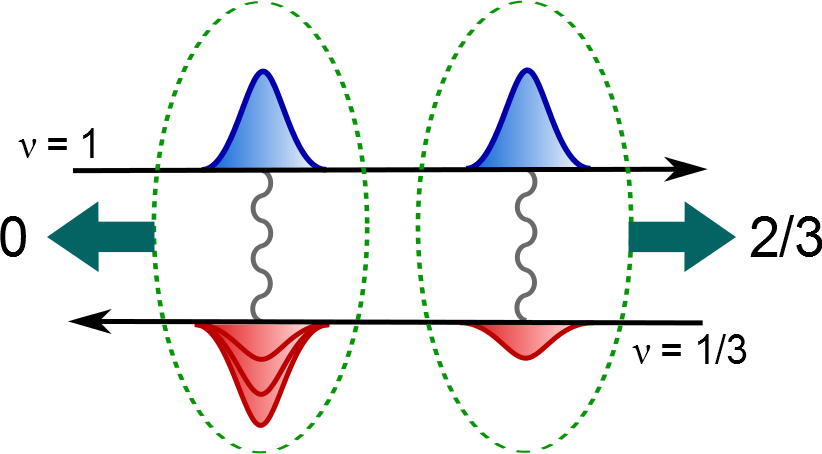 ν = 1
0
2/3
ν = 1/3